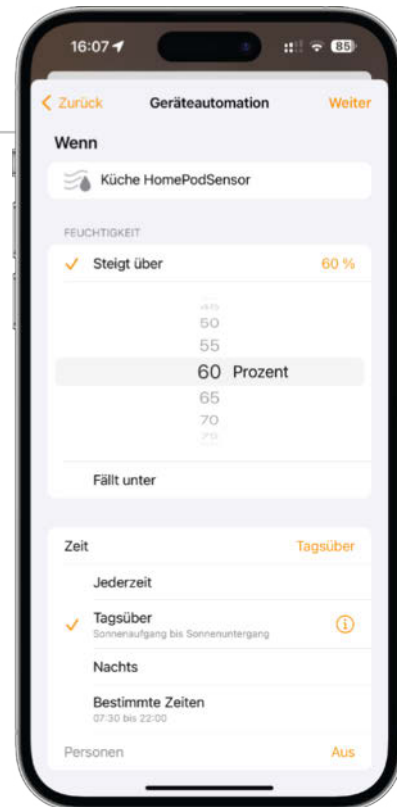 16:07
85
Zurück
Geräteautomation
Weiter
Wenn
Küche HomePodSensor
FEUCHTIGKEIT
Steigt über
60 %
50
55
60 Prozent
65
70
Fällt unter
Zeit
Tagsüber
Jederzeit
Tagsüber
Sonnenaufgang bis Sonnenuntergang
Nachts
Bestimmte Zeiten
07:30 bis 22:00
Personen
Aus